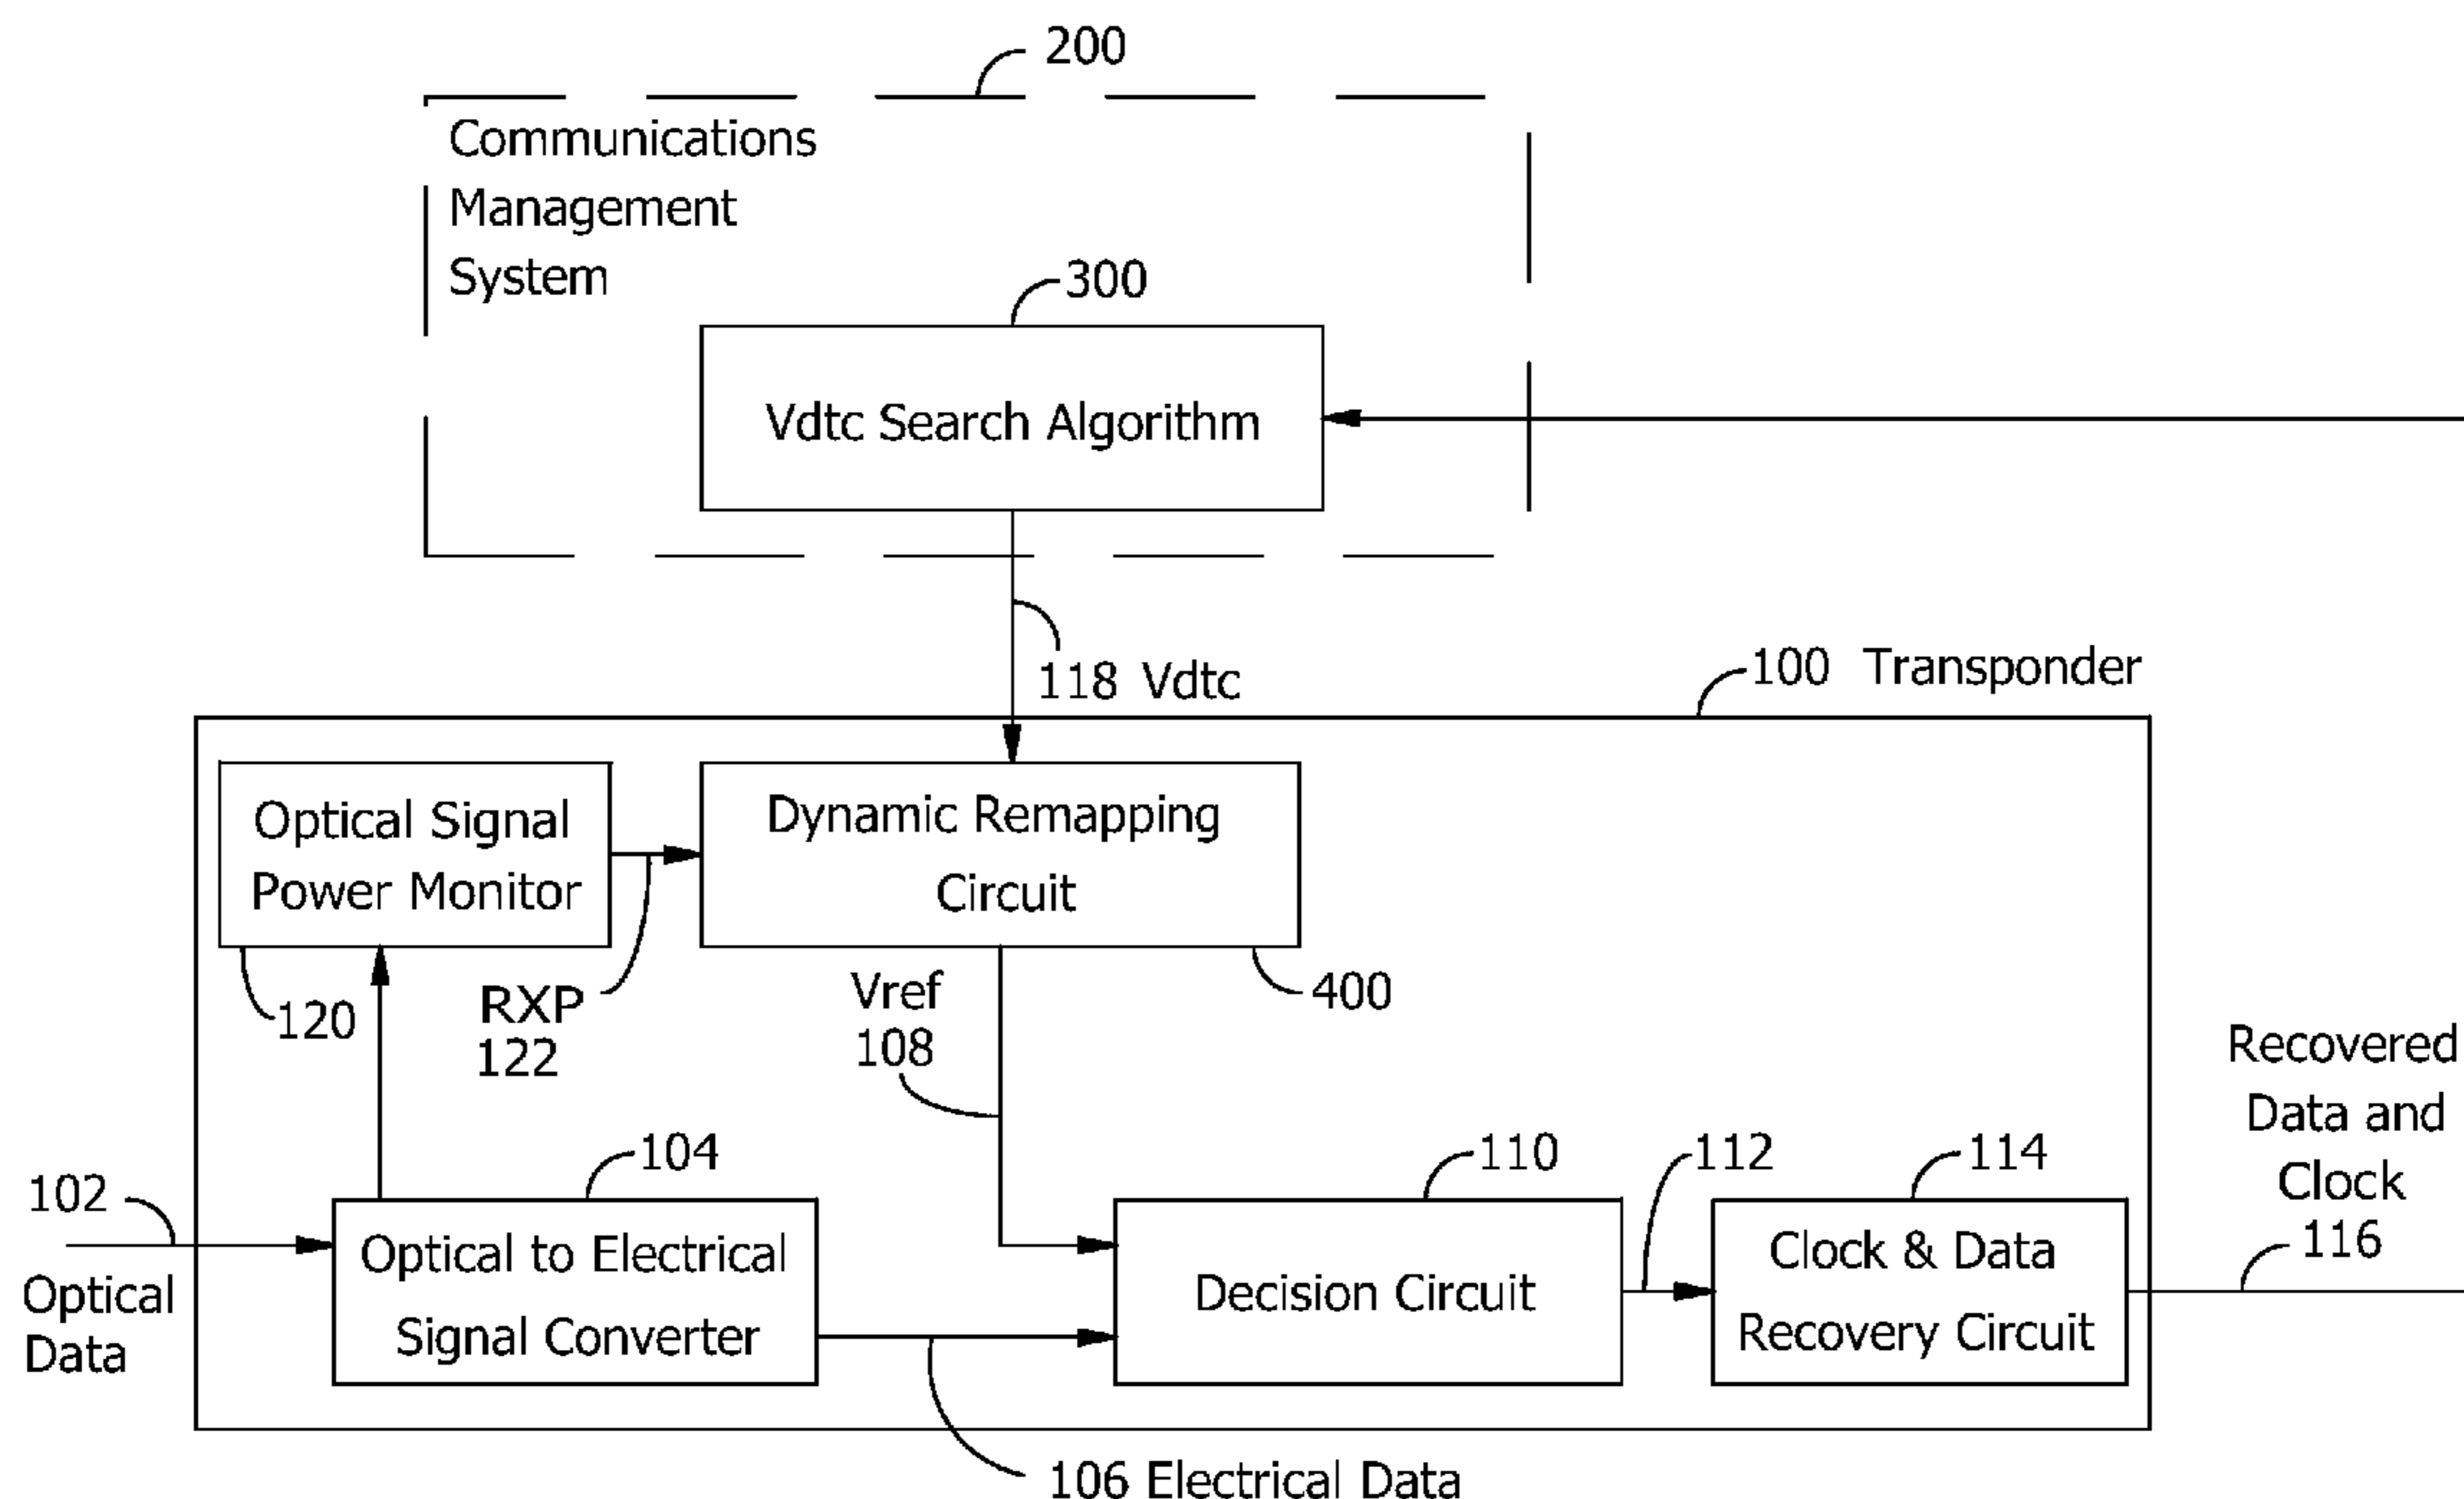 200
Communications
Management
System
300
Vdtc Search Algorithm
118 Vdtc
100 Transponder
Optical Signal
Power Monitor
Dynamic Remapping
Circuit
120
RXP
122
Vref
108
400
Recovered
Data and
Clock
116
102
Optical
Data
104
Optical to Electrical
Signal Converter
110
Decision Circuit
112
114
Clock & Data
Recovery Circuit
106 Electrical Data